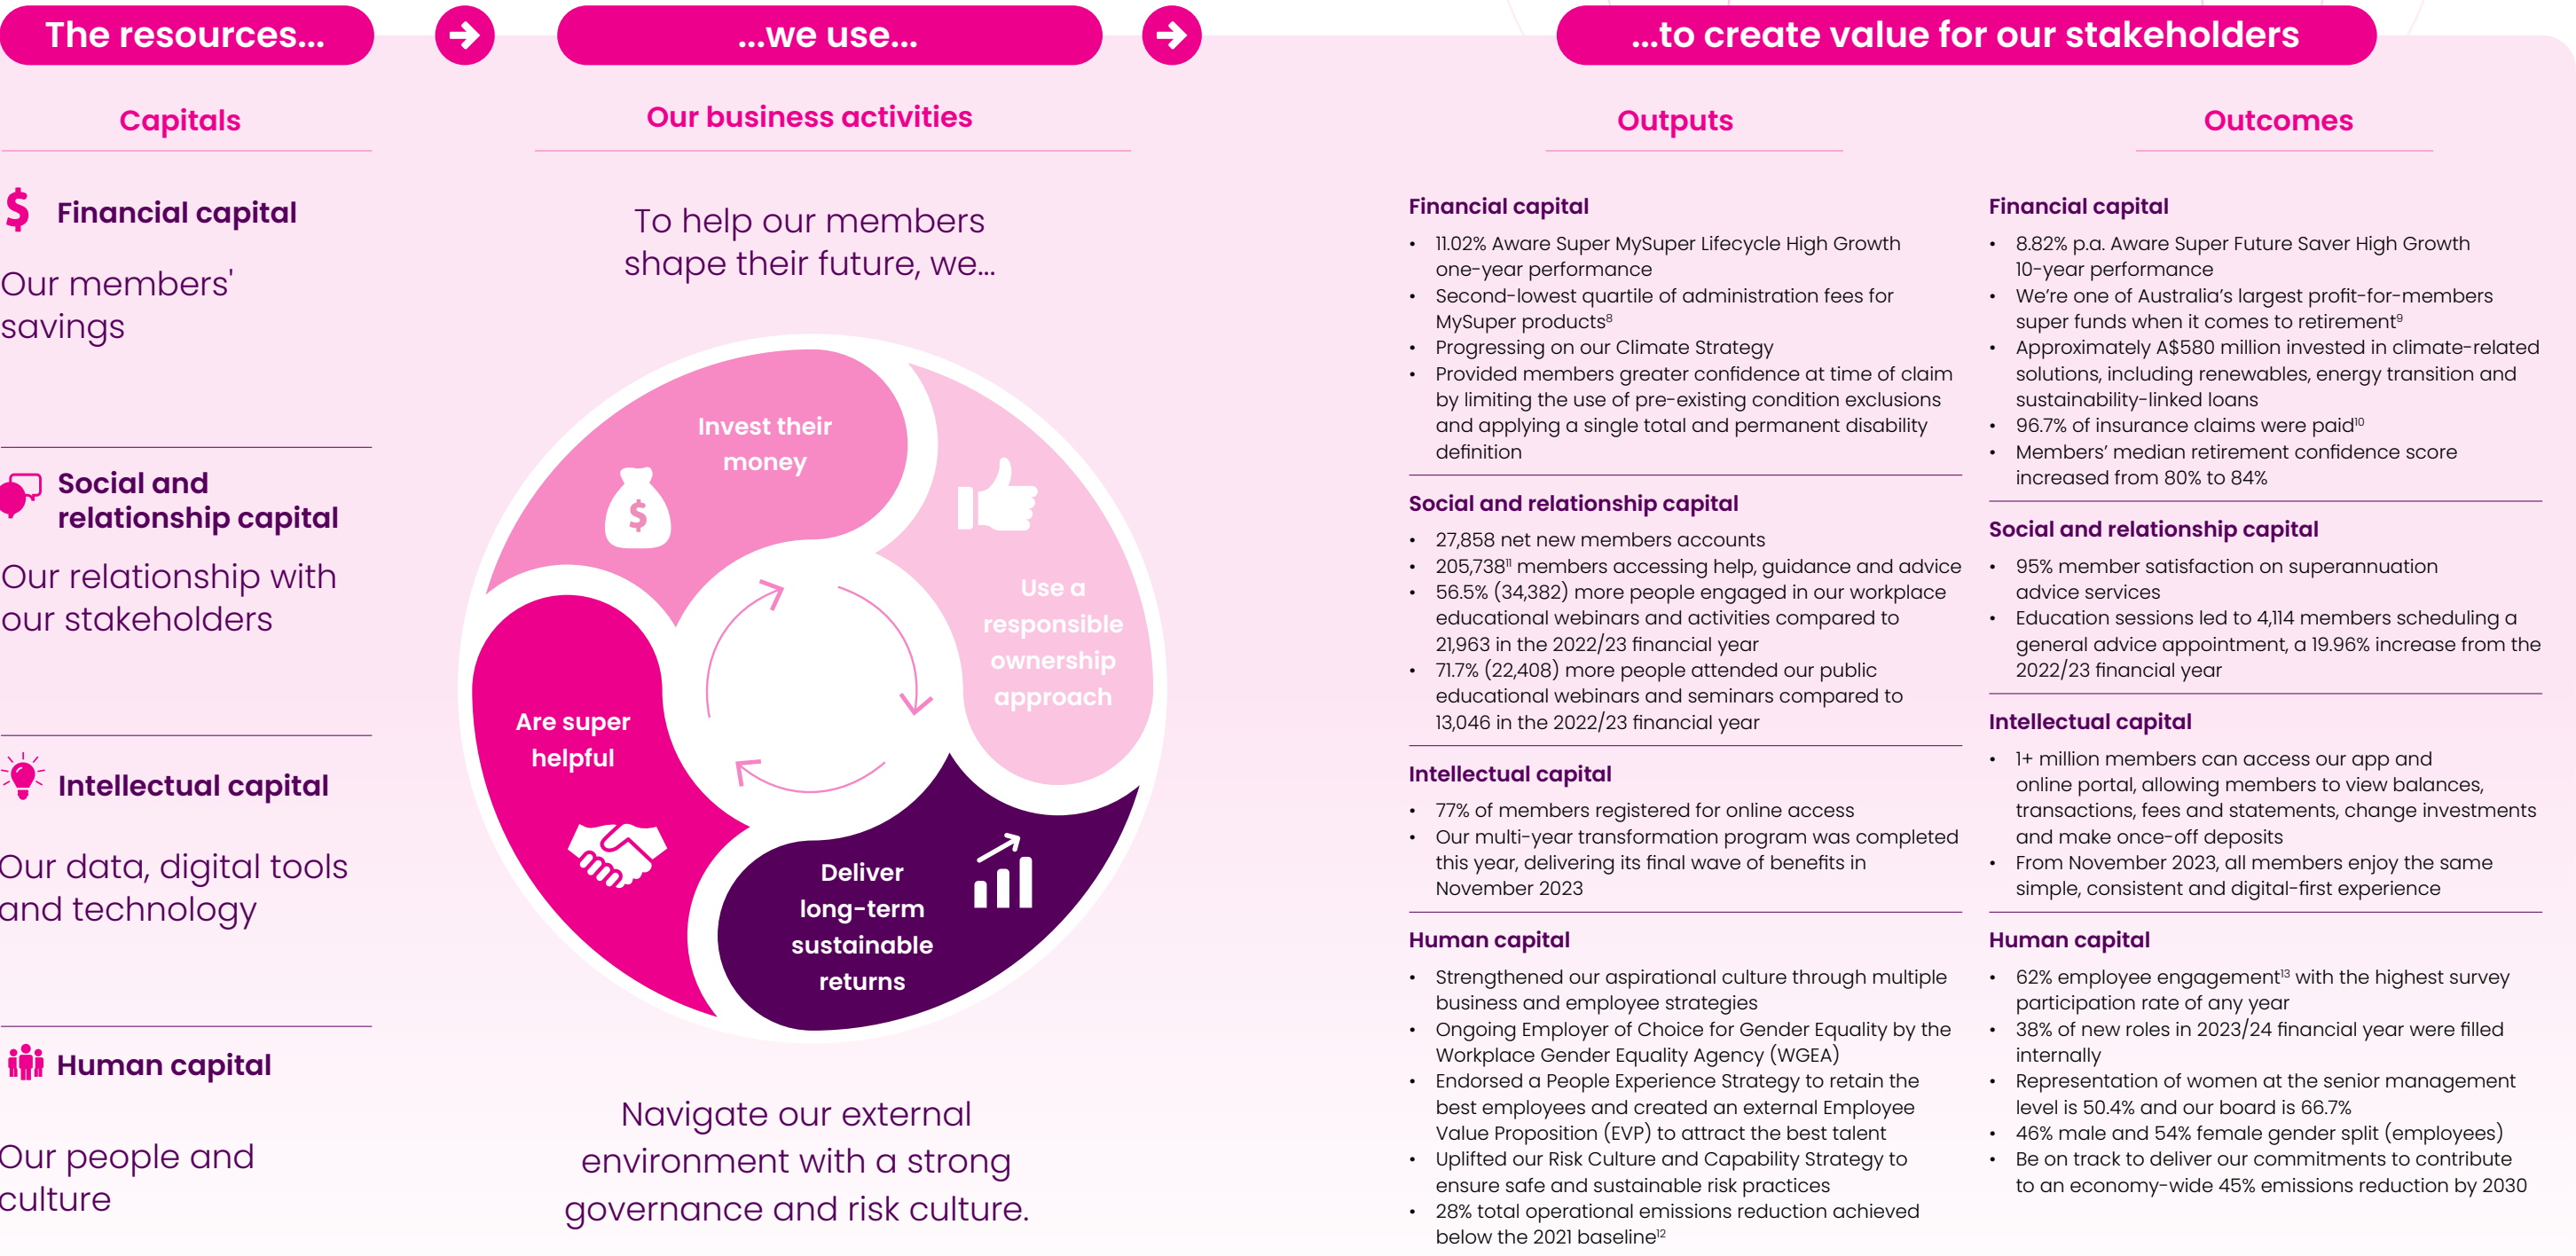 The resources...
...we use...
...to create value for our stakeholders
Capitals
Financial capital
Our members'
savings
Social and
relationship capital
Our relationship with
our stakeholders
Intellectual capital
Our data, digital tools
and technology
Human capital
Our people and
culture
Our business activities
To help our members
shape their future, we...
Invest their
money
$
Use a
responsible
ownership
approach
Are super
helpful
Deliver
long-term
sustainable
returns
Navigate our external
environment with a strong
governance and risk culture.
Outputs
Financial capital
• 11.02% Aware Super MySuper Lifecycle High Growth
one-year performance
• Second-lowest quartile of administration fees for
MySuper products⁸
• Progressing on our Climate Strategy
• Provided members greater confidence at time of claim
by limiting the use of pre-existing condition exclusions
and applying a single total and permanent disability
definition
Social and relationship capital
• 27,858 net new members accounts
• 205,738¹¹ members accessing help, guidance and advice
• 56.5% (34,382) more people engaged in our workplace
educational webinars and activities compared to
21,963 in the 2022/23 financial year
• 71.7% (22,408) more people attended our public
educational webinars and seminars compared to
13,046 in the 2022/23 financial year
Intellectual capital
• 77% of members registered for online access
• Our multi-year transformation program was completed
this year, delivering its final wave of benefits in
November 2023
Human capital
• Strengthened our aspirational culture through multiple
business and employee strategies
• Ongoing Employer of Choice for Gender Equality by the
Workplace Gender Equality Agency (WGEA)
• Endorsed a People Experience Strategy to retain the
best employees and created an external Employee
Value Proposition (EVP) to attract the best talent
• Uplifted our Risk Culture and Capability Strategy to
ensure safe and sustainable risk practices
• 28% total operational emissions reduction achieved
below the 2021 baseline¹²
Outcomes
Financial capital
• 8.82% p.a. Aware Super Future Saver High Growth
10-year performance
• We're one of Australia's largest profit-for-members
super funds when it comes to retirement⁹
• Approximately A$580 million invested in climate-related
solutions, including renewables, energy transition and
sustainability-linked loans
• 96.7% of insurance claims were paid¹⁰
• Members' median retirement confidence score
increased from 80% to 84%
Social and relationship capital
• 95% member satisfaction on superannuation
advice services
• Education sessions led to 4,114 members scheduling a
general advice appointment, a 19.96% increase from the
2022/23 financial year
Intellectual capital
• 1+ million members can access our app and
online portal, allowing members to view balances,
transactions, fees and statements, change investments
and make once-off deposits
• From November 2023, all members enjoy the same
simple, consistent and digital-first experience
Human capital
• 62% employee engagement¹³ with the highest survey
participation rate of any year
• 38% of new roles in 2023/24 financial year were filled
internally
• Representation of women at the senior management
level is 50.4% and our board is 66.7%
• 46% male and 54% female gender split (employees)
• Be on track to deliver our commitments to contribute
to an economy-wide 45% emissions reduction by 2030